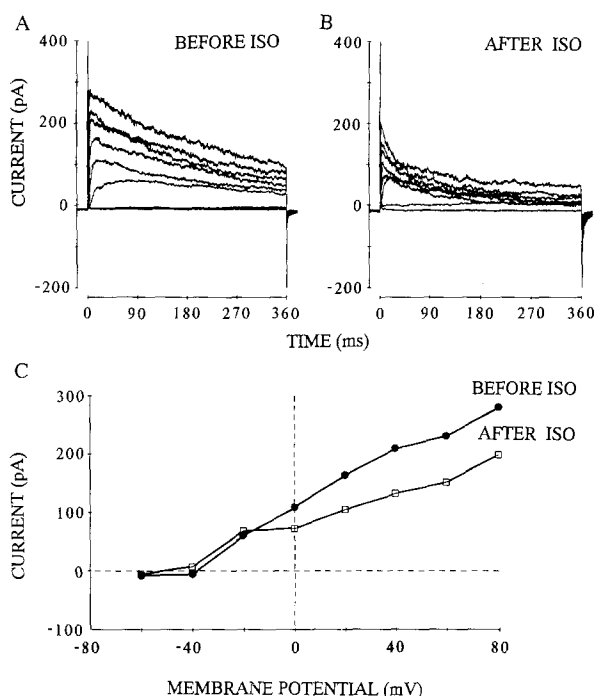 A
BEFORE ISO
400
200
0
-200
CURRENT (pA)
0 90 180 270 360
B
AFTER ISO
400
200
0
-200
0 90 180 270 360
TIME (ms)
C
BEFORE ISO
AFTER ISO
300
200
100
0
-100
CURRENT (pA)
-80 -40 0 40 80
MEMBRANE POTENTIAL (mV)